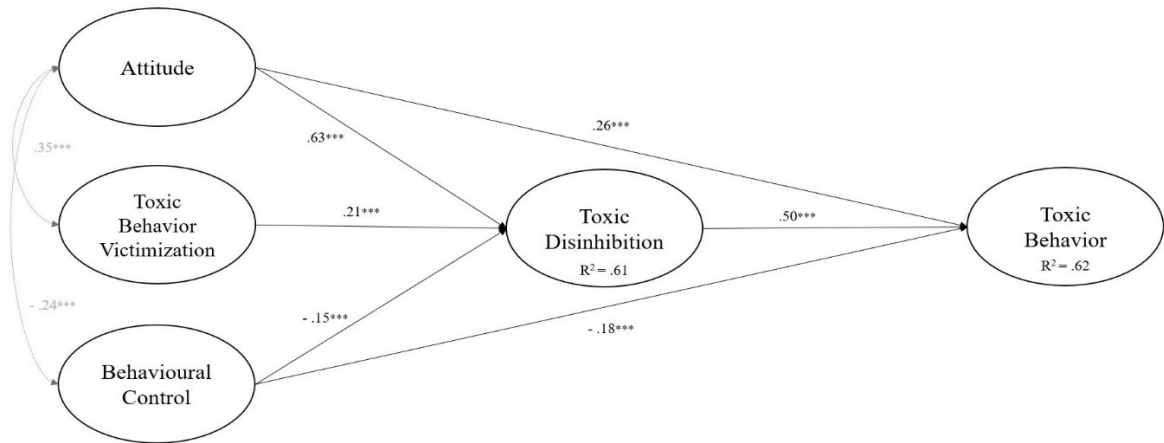 Attitude
.26***
.63***
.35***
Toxic
Behavior
Victimization
.21***
Toxic
Disinhibition
R² = .61
.50***
Toxic
Behavior
R² = .62
- .24***
- .15***
- .18***
Behavioural
Control